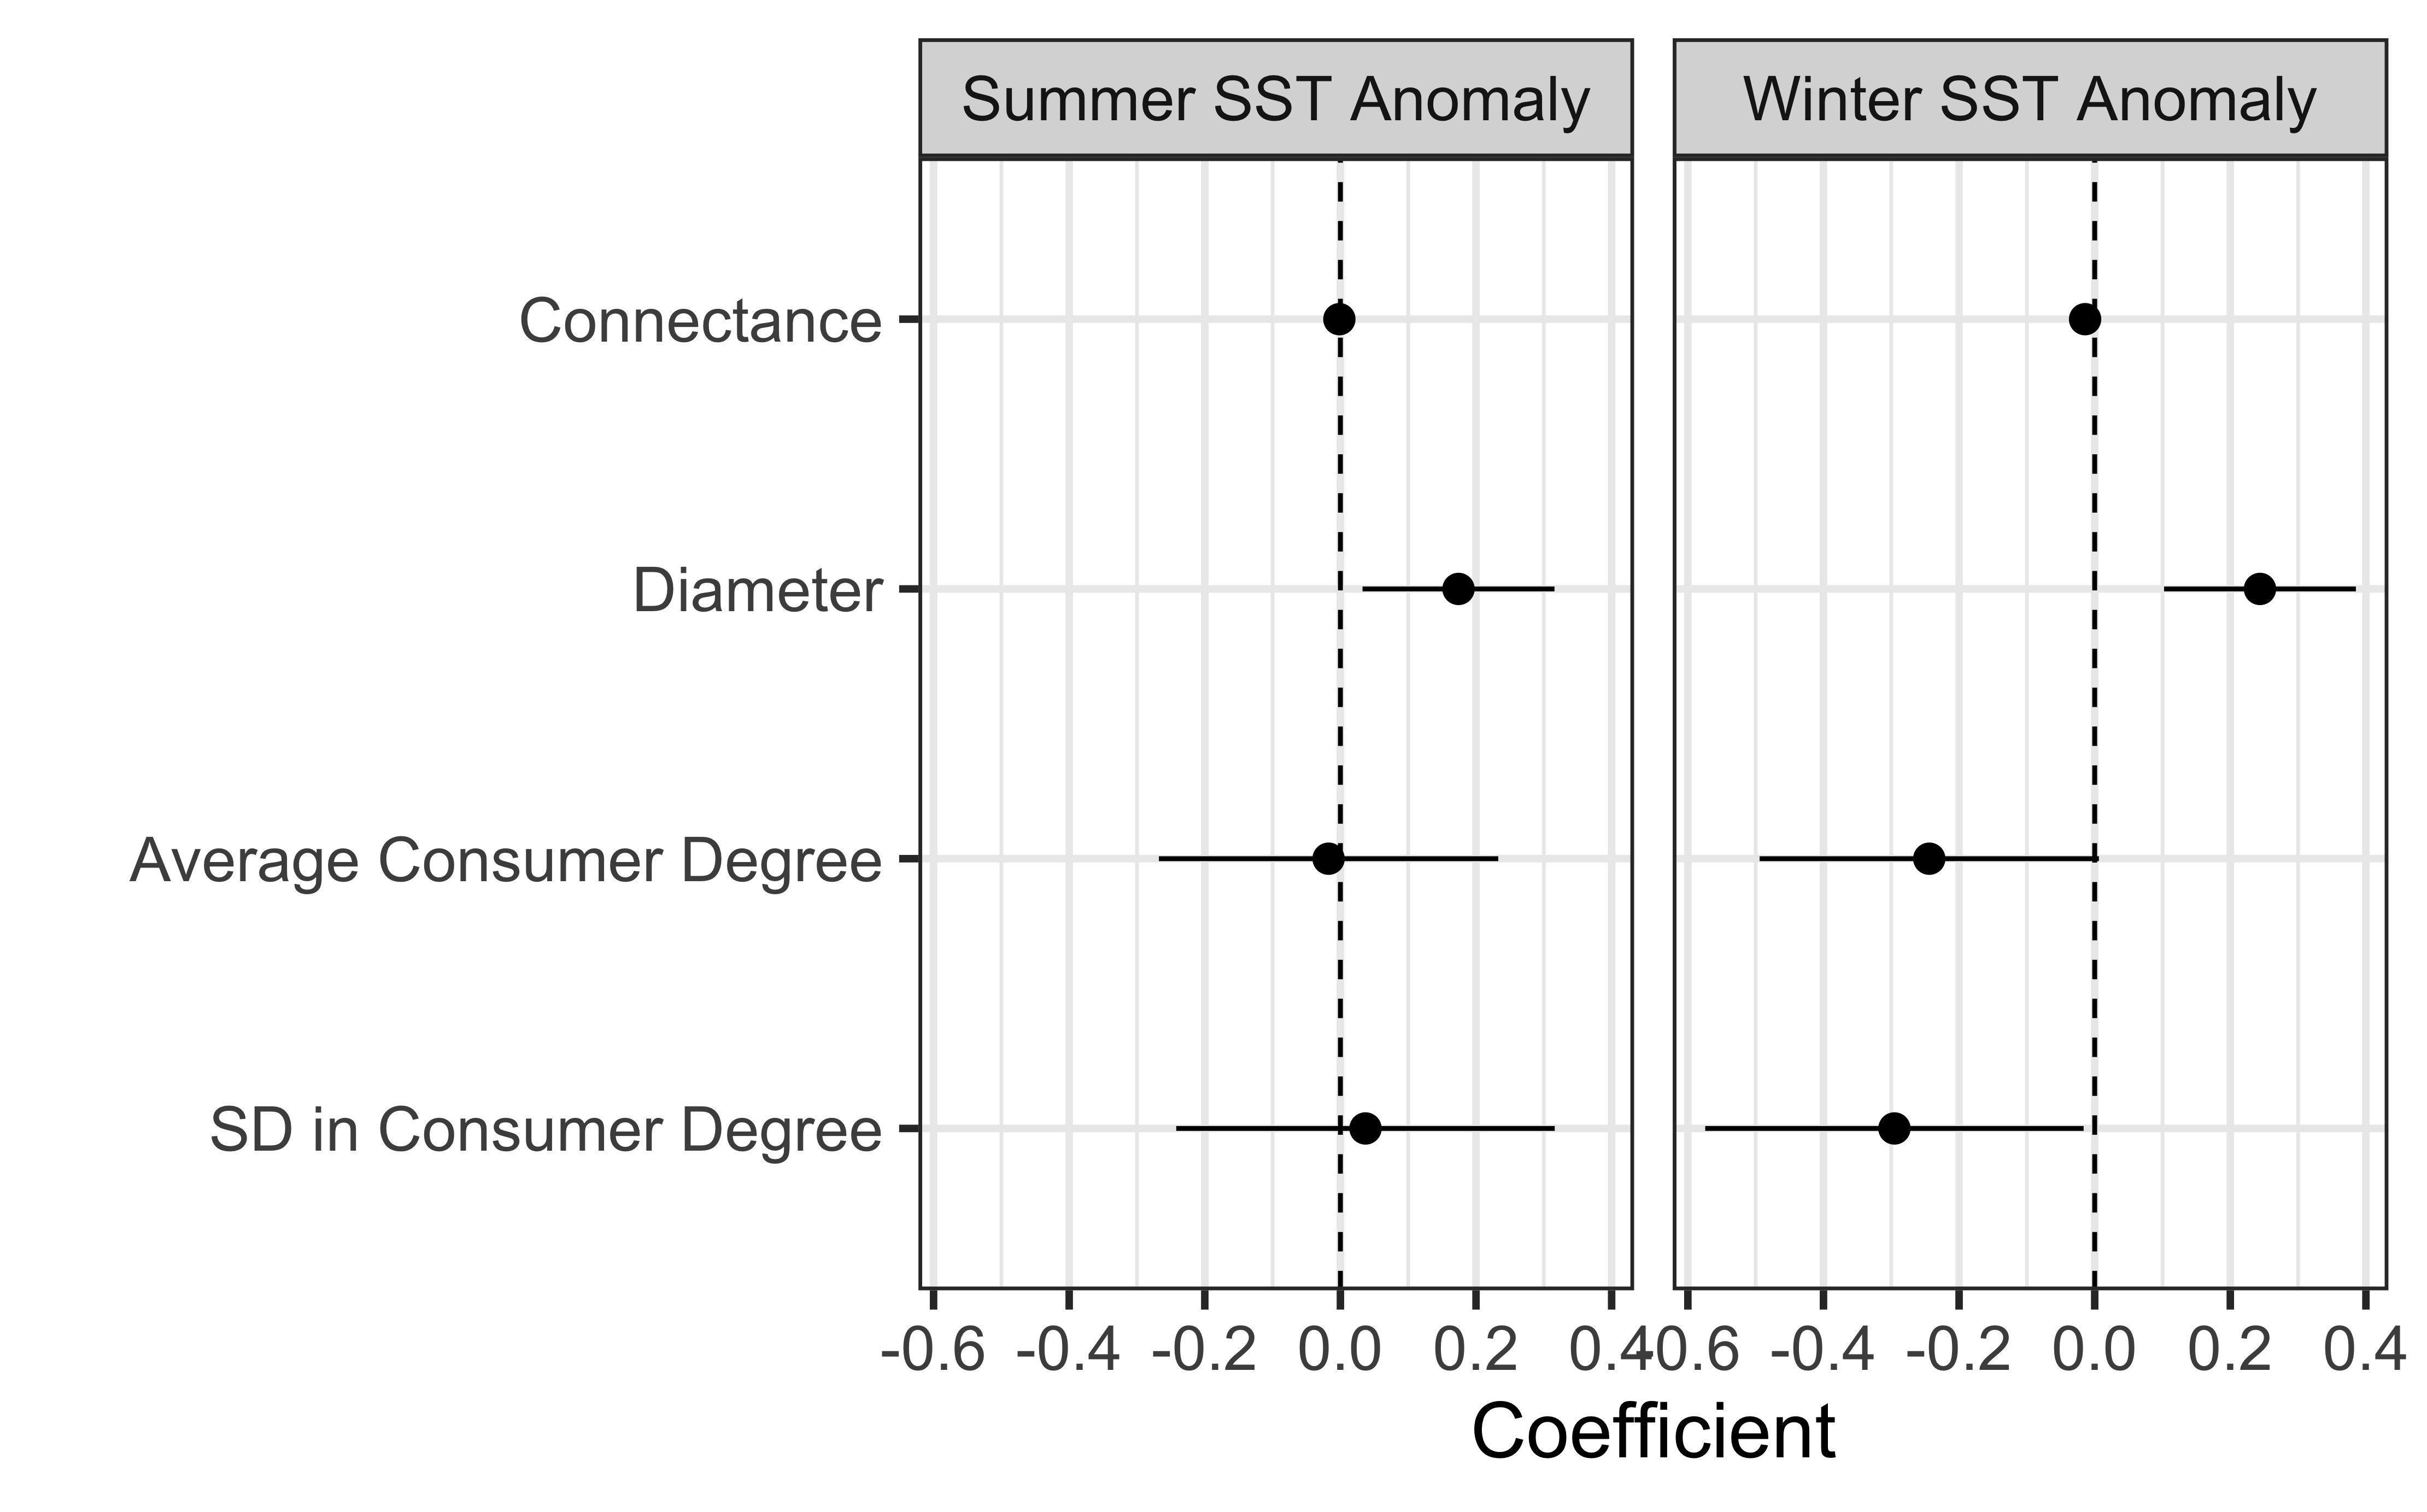 Summer SST Anomaly
Winter SST Anomaly
Connectance
Diameter
Average Consumer Degree
SD in Consumer Degree
-0.6 -0.4 -0.2 0.0 0.2 0.4
-0.6 -0.4 -0.2 0.0 0.2 0.4
Coefficient